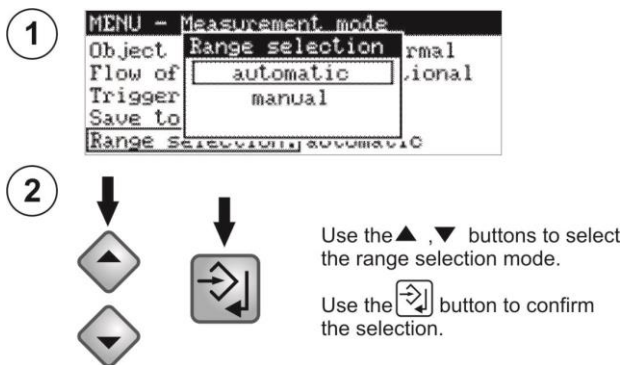 1
MENU - Measurement mode
Range selection
Object rmal
automatic
Flow of ional
manual
Trigger
Save to
Range automatic
2
Use the ▲ ,▼ buttons to select
the range selection mode.
Use the button to confirm
the selection.